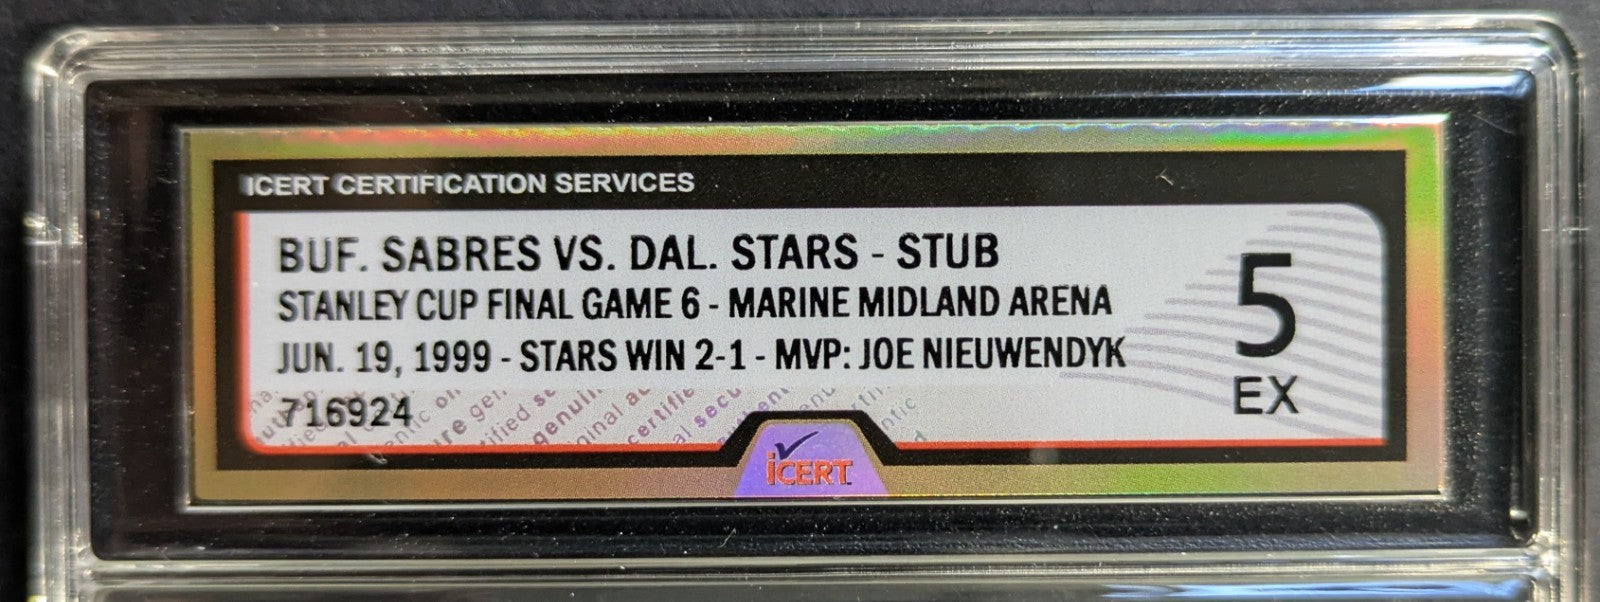 ICERT CERTIFICATION SERVICES
BUF. SABRES VS. DAL. STARS - STUB
STANLEY CUP FINAL GAME 6 - MARINE MIDLAND ARENA
JUN. 19, 1999 - STARS WIN 2-1 - MVP: JOE NIEUWENDYK
716924
5
EX
iCERT